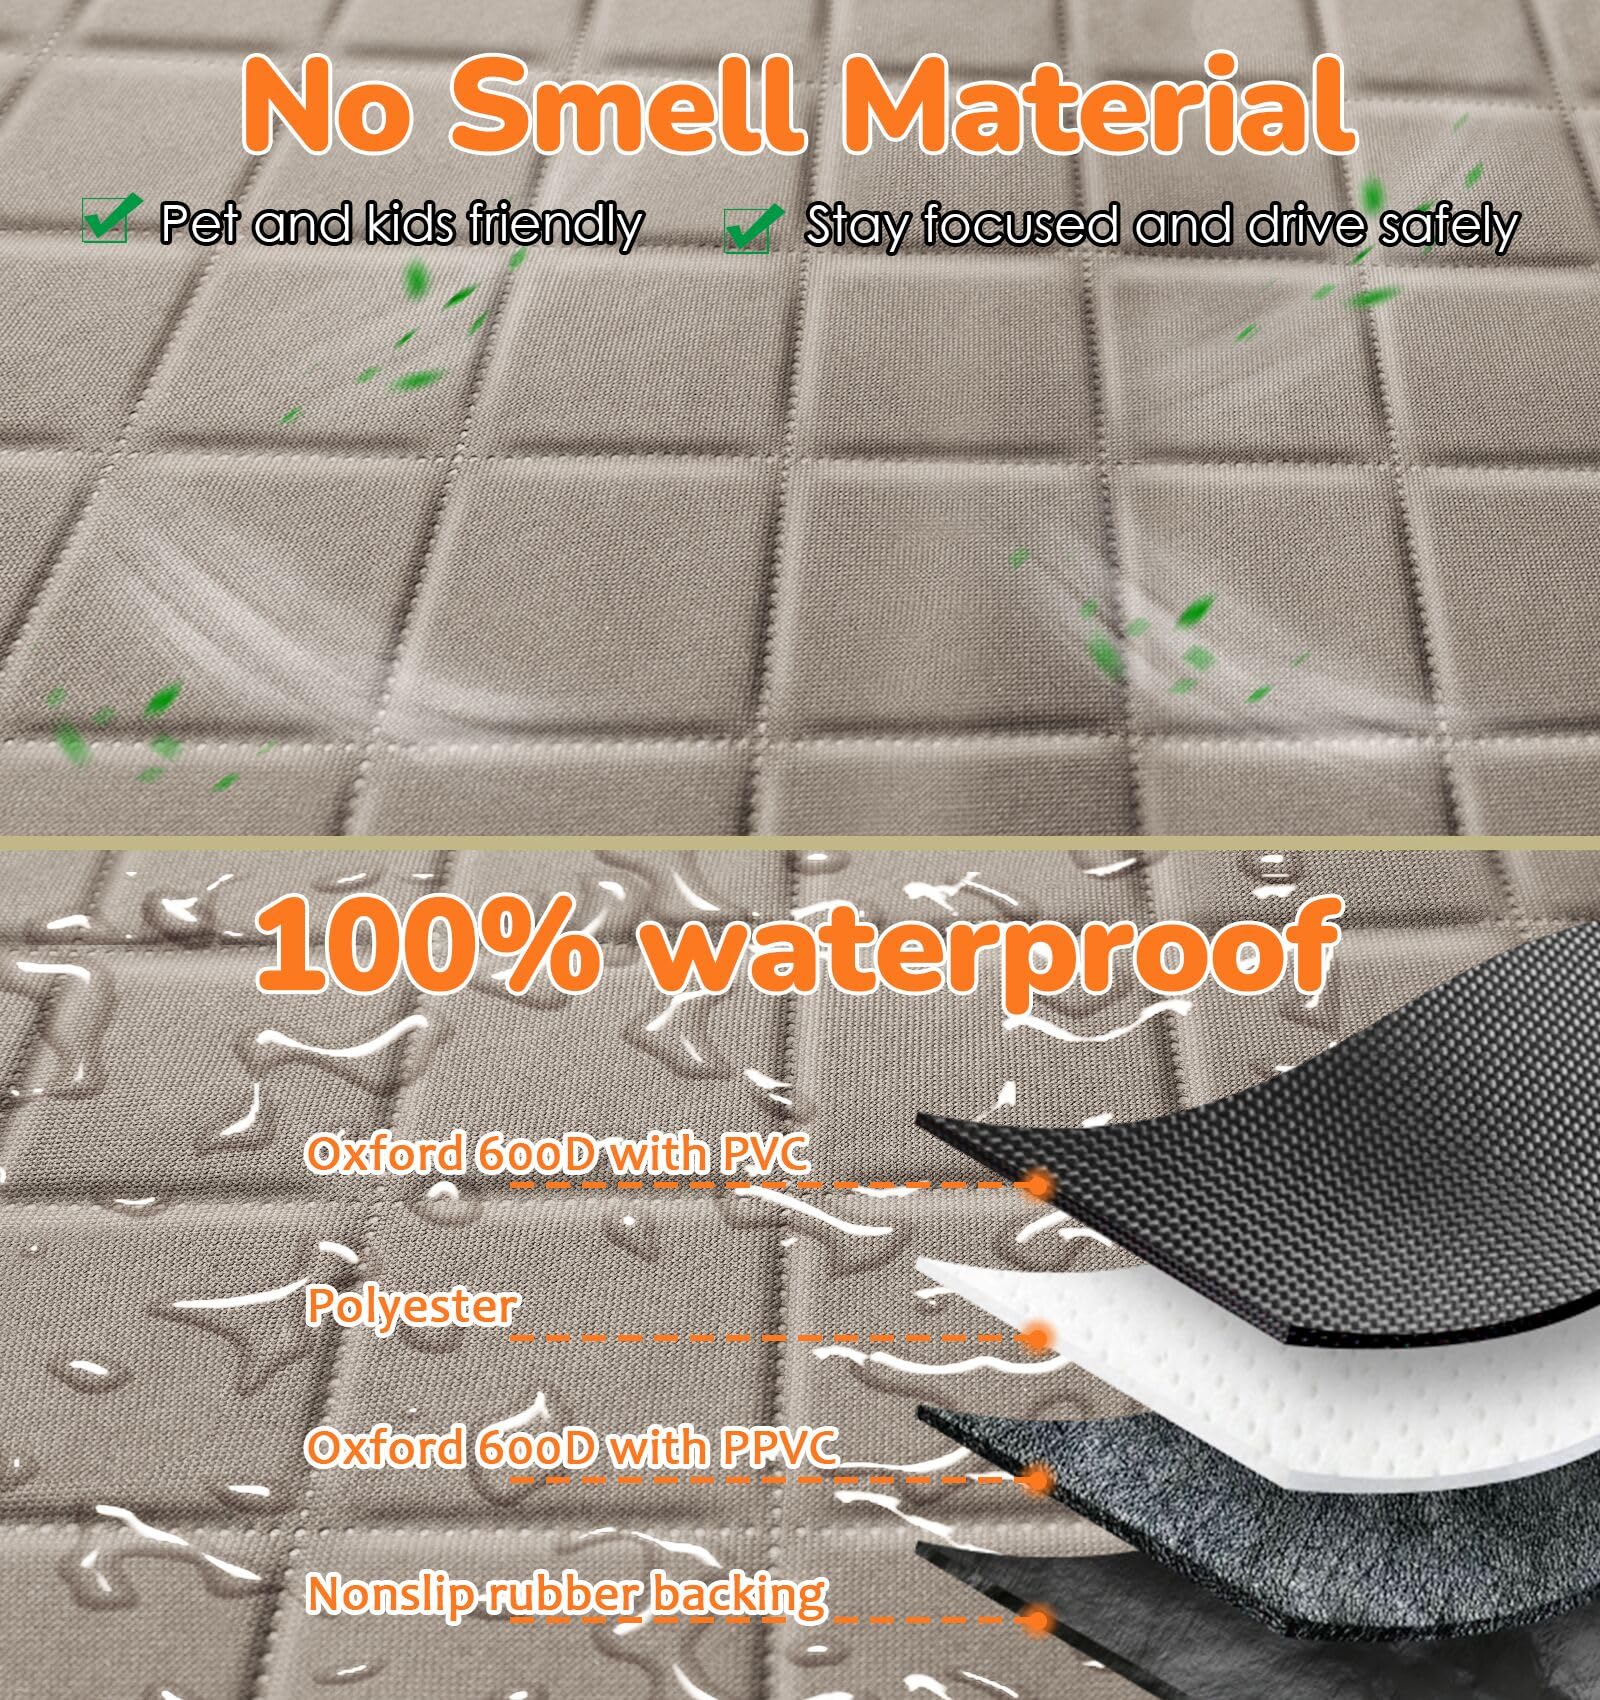 No Smell Material
Pet and kids friendly
Stay focused and drive safely
100% waterproof
Oxford 600D with PVC
Polyester
Oxford 600D with PPVC
Nonslip rubber backing